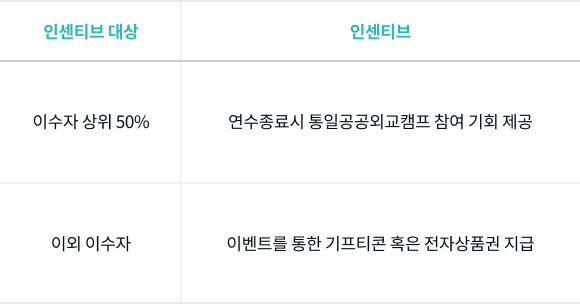 인센티브 대상 인센티브
이수자 상위 50% 연수종료시 통일공공외교캠프 참여 기회 제공
이외 이수자 이벤트를 통한 기프티콘 혹은 전자상품권 지급